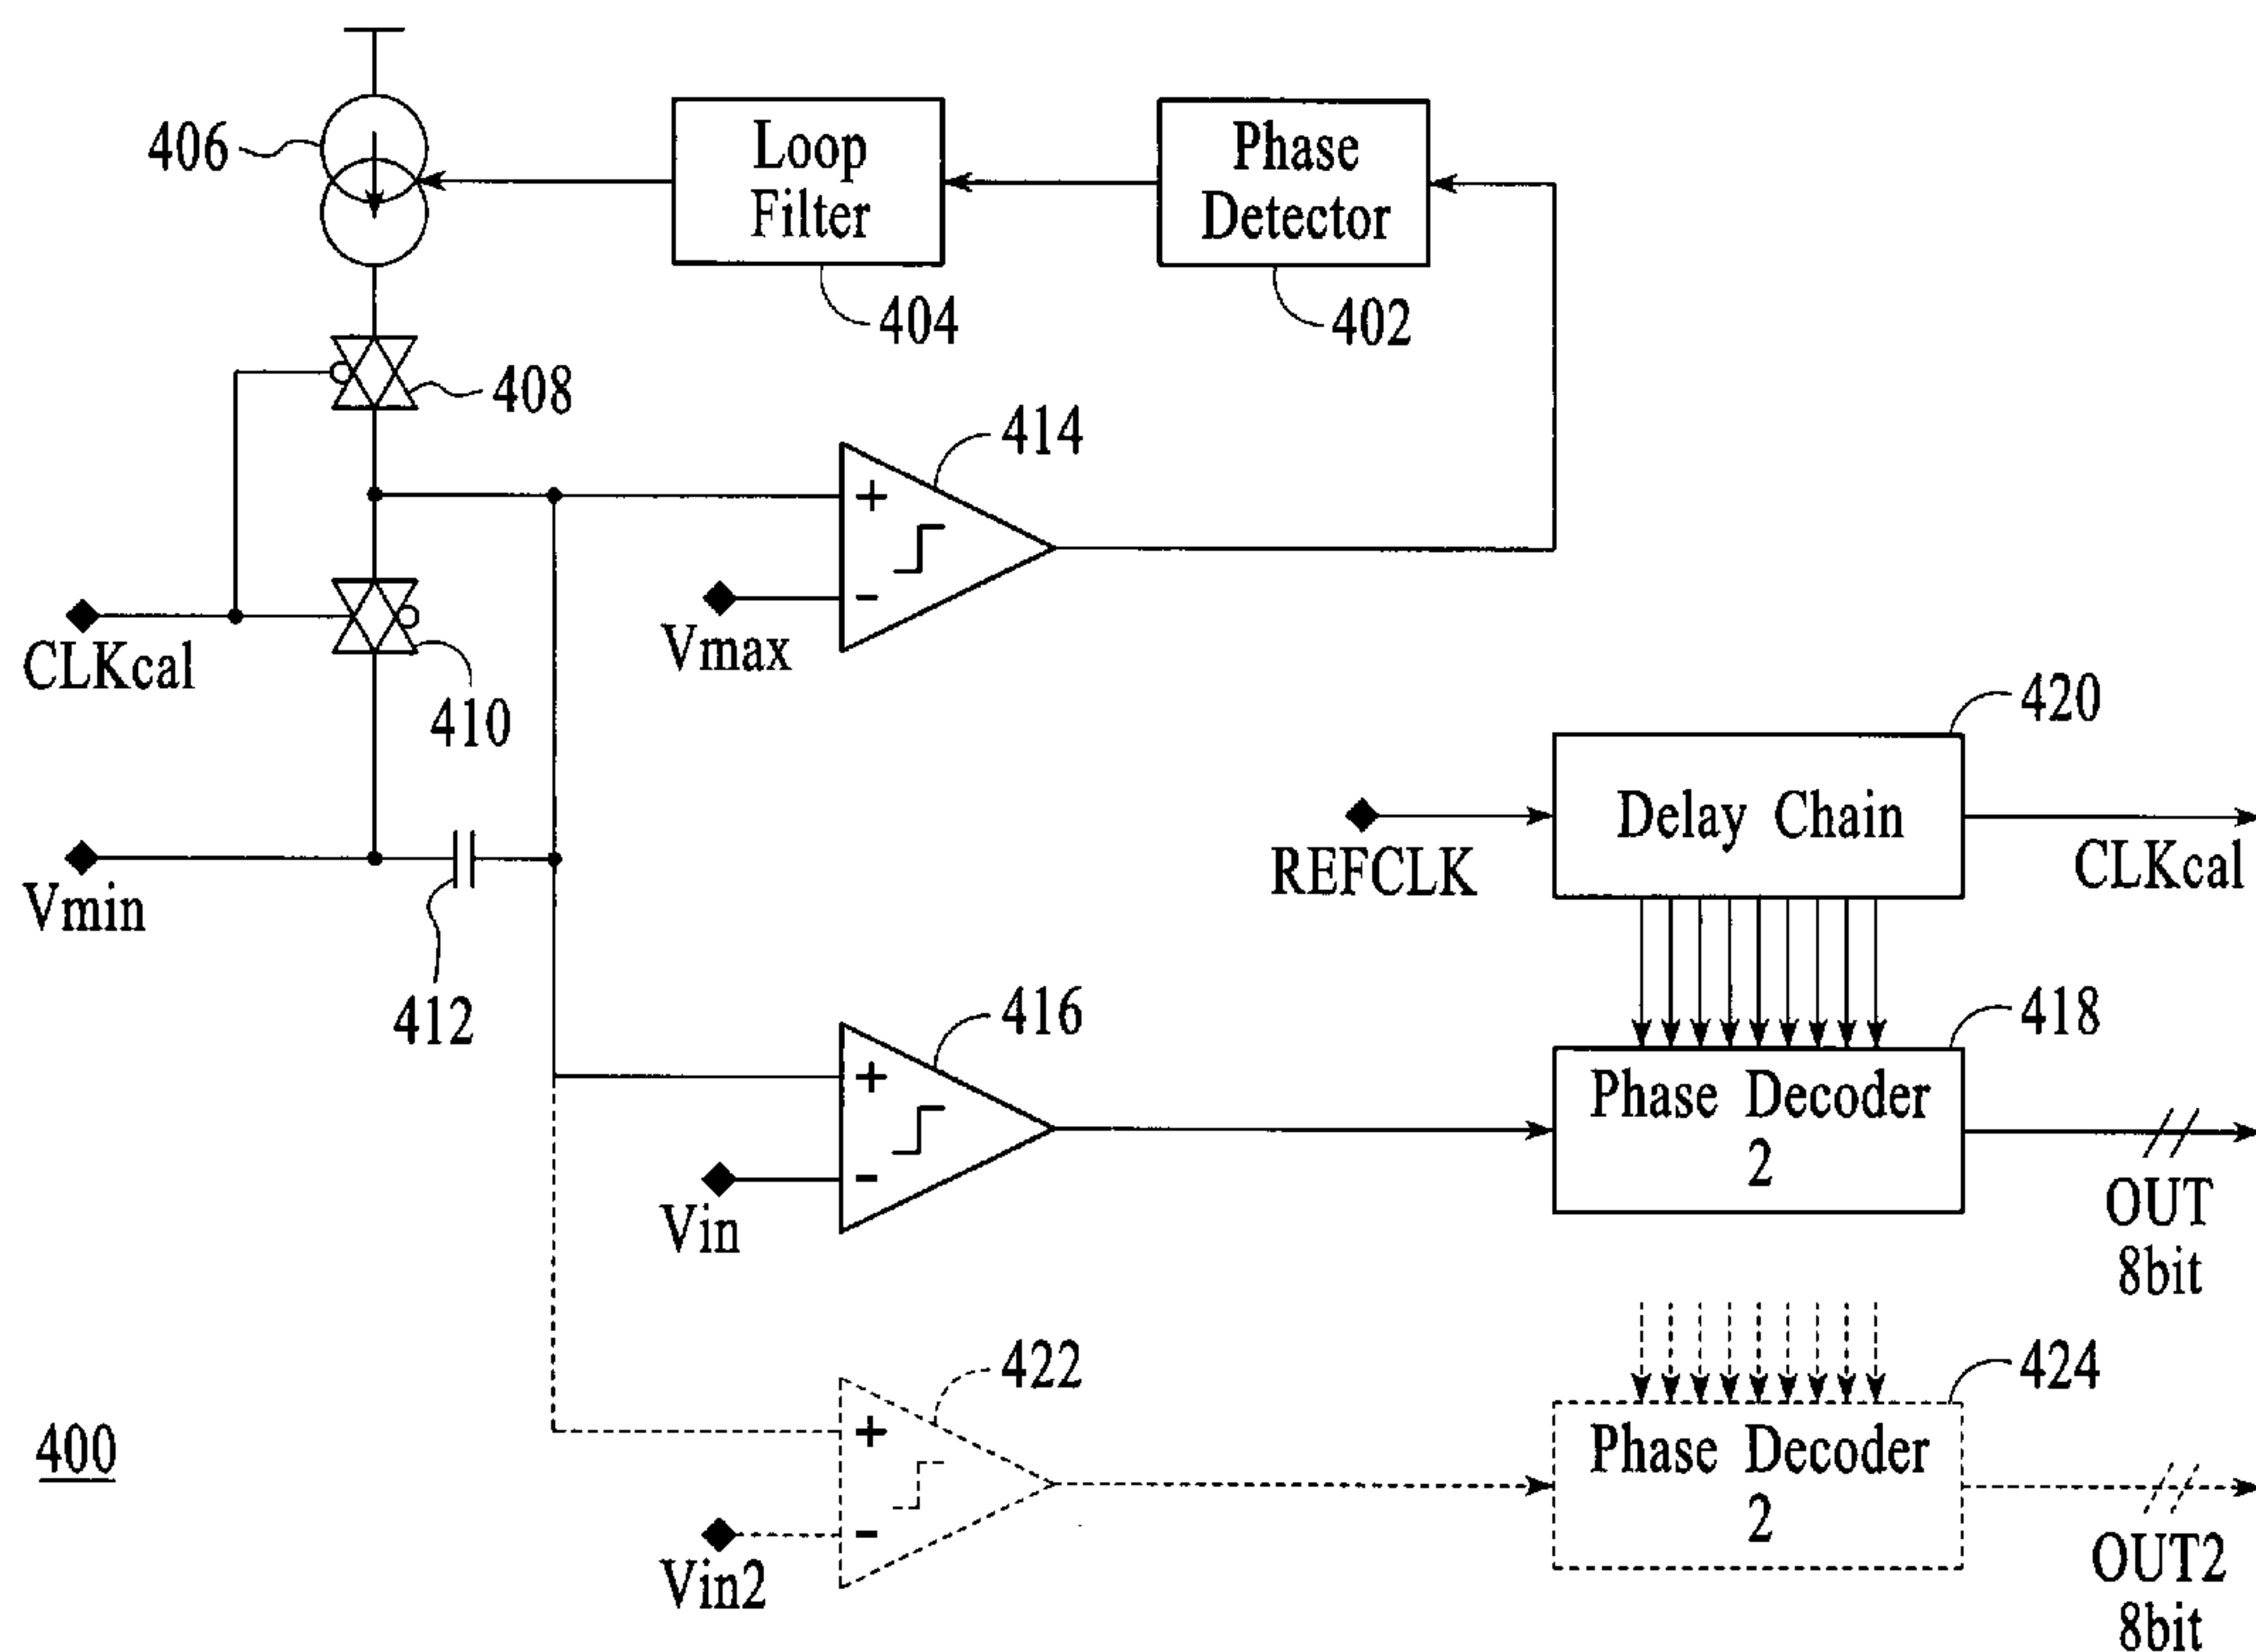 406
Loop
Filter
Phase
Detector
404
402
408
414
+
-
Vmax
CLKcal
410
420
Delay Chain
REFCLK
CLKcal
Vmin
412
416
418
+
-
Phase Decoder
2
Vin
OUT
8bit
422
424
400
+
-
Phase Decoder
2
Vin2
OUT2
8bit